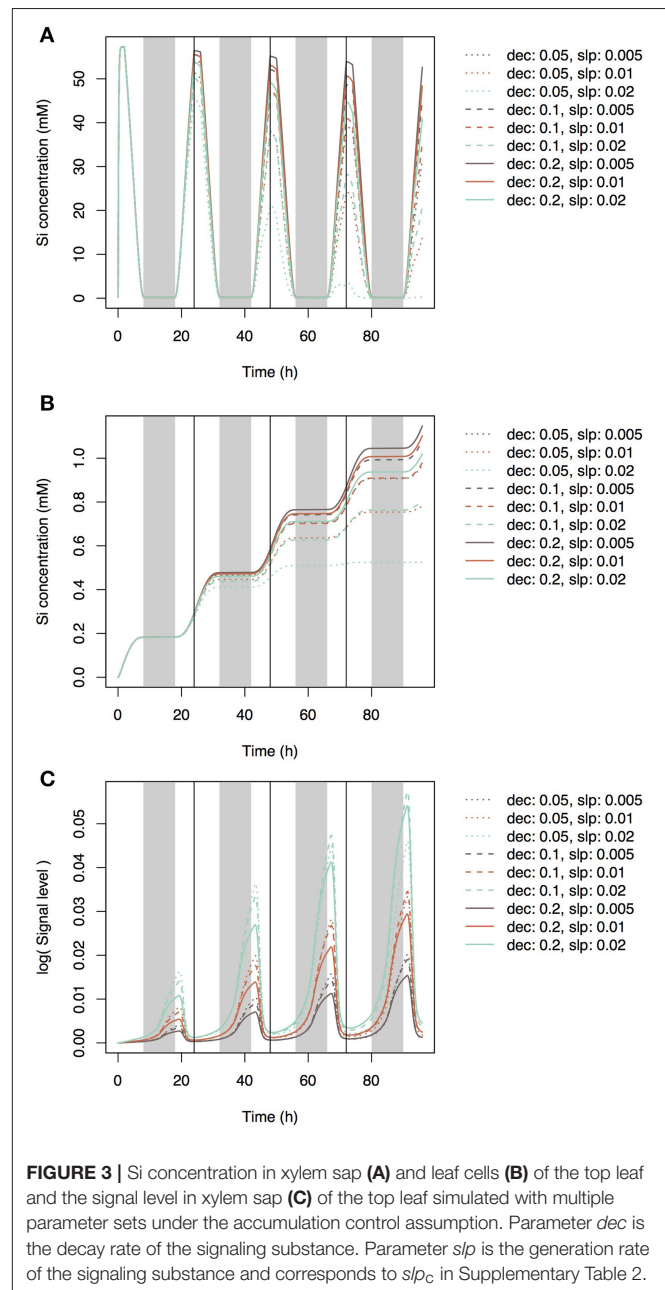 A
Si concentration (mM)
50
40
30
20
10
0
0
20
40
60
80
Time (h)
dec: 0.05, slp: 0.005
dec: 0.05, slp: 0.01
dec: 0.05, slp: 0.02
dec: 0.1, slp: 0.005
dec: 0.1, slp: 0.01
dec: 0.1, slp: 0.02
dec: 0.2, slp: 0.005
dec: 0.2, slp: 0.01
dec: 0.2, slp: 0.02
B
Si concentration (mM)
1.0
0.8
0.6
0.4
0.2
0.0
0
20
40
60
80
Time (h)
dec: 0.05, slp: 0.005
dec: 0.05, slp: 0.01
dec: 0.05, slp: 0.02
dec: 0.1, slp: 0.005
dec: 0.1, slp: 0.01
dec: 0.1, slp: 0.02
dec: 0.2, slp: 0.005
dec: 0.2, slp: 0.01
dec: 0.2, slp: 0.02
C
log( Signal level )
0.05
0.04
0.03
0.02
0.01
0.00
0
20
40
60
80
Time (h)
dec: 0.05, slp: 0.005
dec: 0.05, slp: 0.01
dec: 0.05, slp: 0.02
dec: 0.1, slp: 0.005
dec: 0.1, slp: 0.01
dec: 0.1, slp: 0.02
dec: 0.2, slp: 0.005
dec: 0.2, slp: 0.01
dec: 0.2, slp: 0.02
FIGURE 3 | Si concentration in xylem sap (A) and leaf cells (B) of the top leaf
and the signal level in xylem sap (C) of the top leaf simulated with multiple
parameter sets under the accumulation control assumption. Parameter dec is
the decay rate of the signaling substance. Parameter slp is the generation rate
of the signaling substance and corresponds to slpC in Supplementary Table 2.